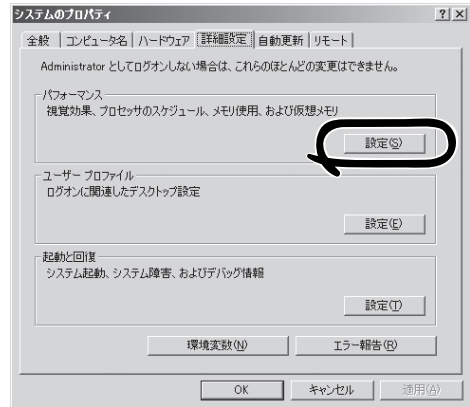 システムのプロパティ
全般 コンピュータ名 ハードウェア 詳細設定 自動更新 リモート
Administrator としてログオンしない場合は、これらのほとんどの変更はできません。
パフォーマンス
視覚効果、プロセッサのスケジュール、メモリ使用、および仮想メモリ
設定(S)
ユーザー プロファイル
ログオンに関連したデスクトップ設定
設定(E)
起動と回復
システム起動、システム障害、およびデバッグ情報
設定(T)
環境変数(N) エラー報告(R)
OK キャンセル 適用(A)